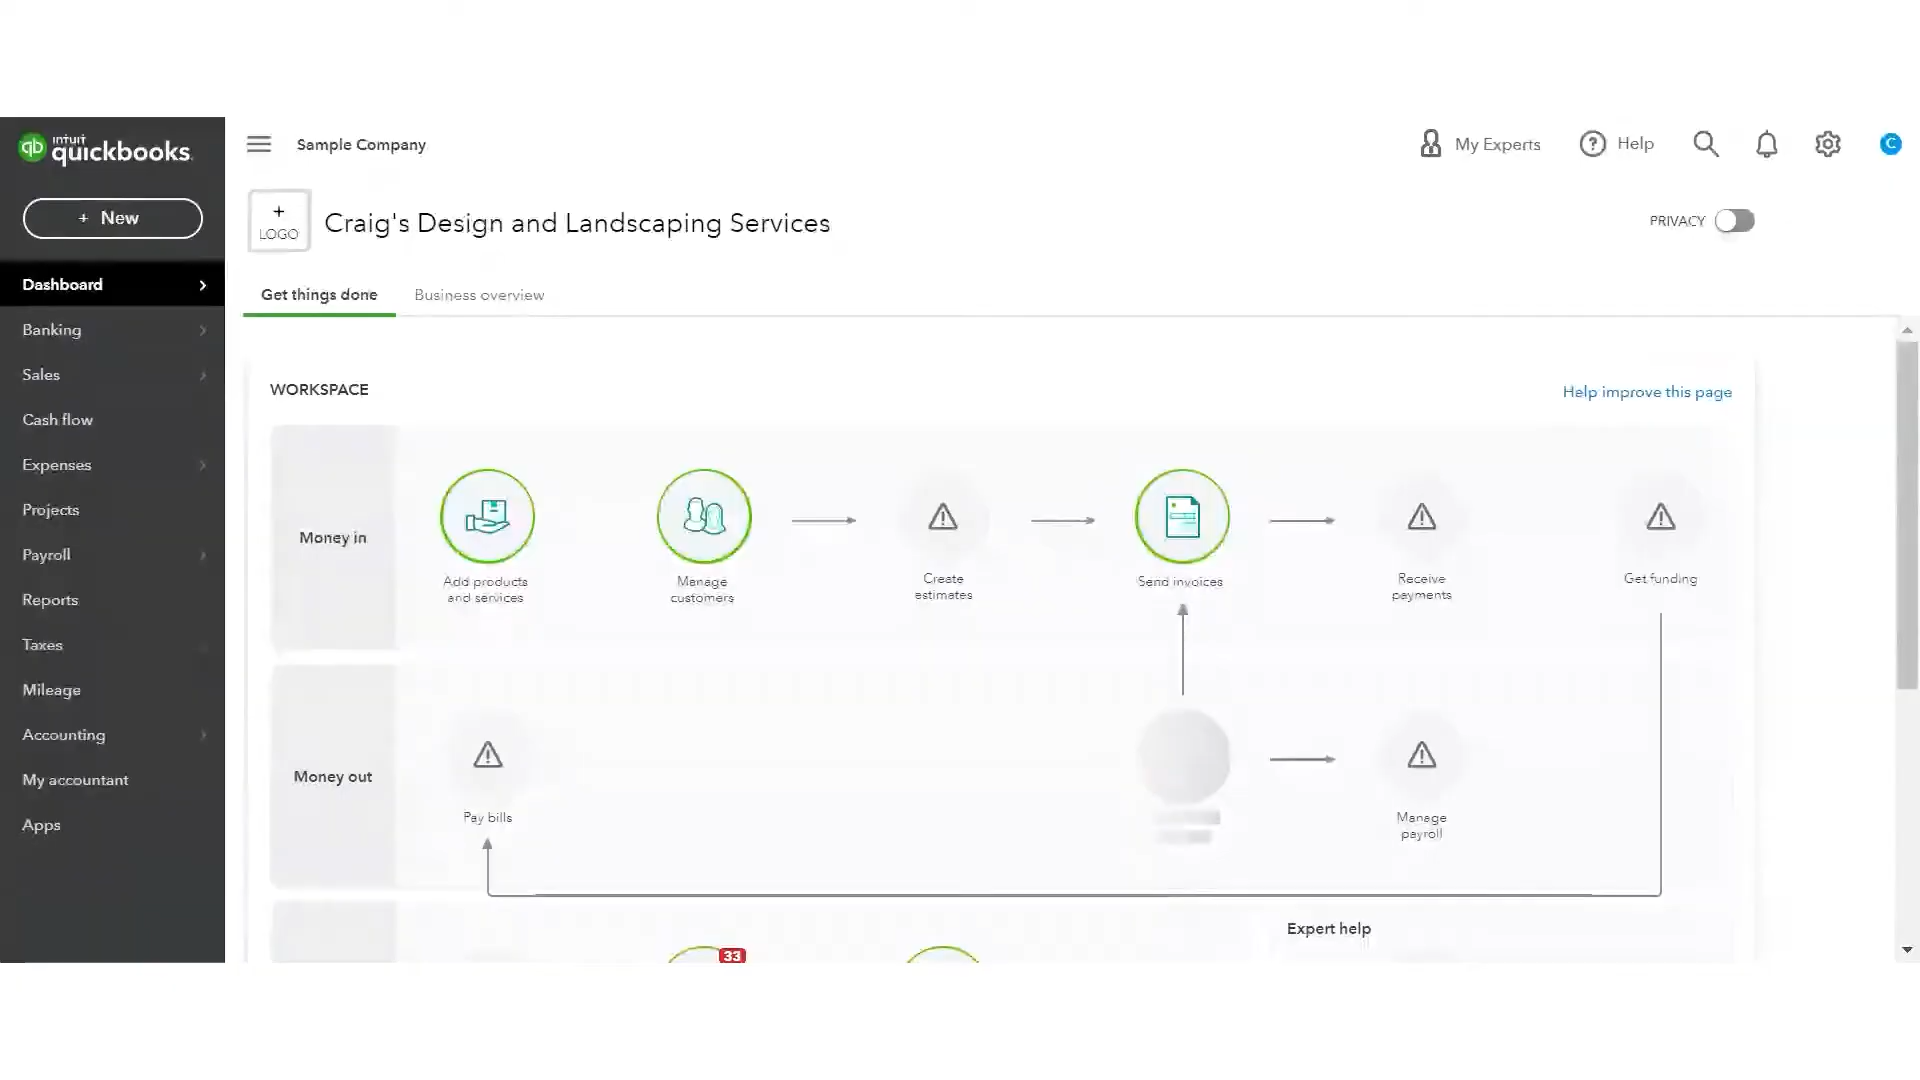 ıntuıt
qb quickbooks.
Sample Company
My Experts
? Help
C
+ New
+
LOGO
Craig's Design and Landscaping Services
PRIVACY
Dashboard
Get things done
Business overview
Banking
Sales
Cash flow
Expenses
Projects
Payroll
Reports
Taxes
Mileage
Accounting
My accountant
Apps
WORKSPACE
Help improve this page
Money in
Add products
and services
Manage
customers
Create
estimates
Send invoices
Receive
payments
Get funding
Money out
Pay bills
Manage
payroll
Expert help
33